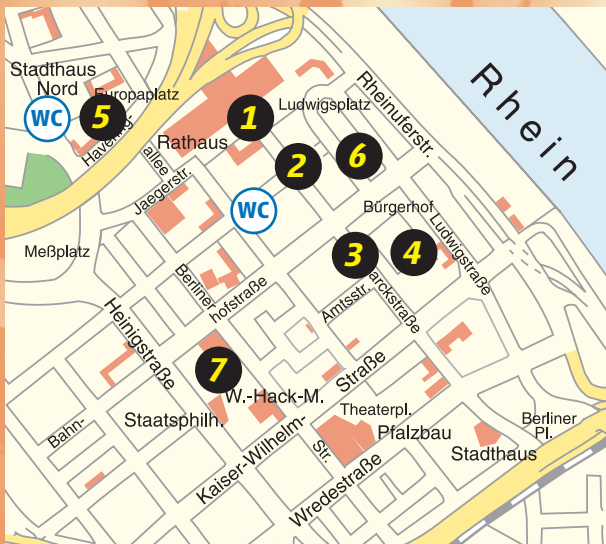 Stadthaus
Nord
Europaplatz
WC
5
Havering-
allee
1
Rathaus
Ludwigsplatz
Rheinuferstr.
Rhein
2
6
Jaegerstr.
WC
Bürgerhof
Ludwigstraße
Meßplatz
3
4
arckstraße
Amtsstr.
Berliner
hofstraße
Heinigstraße
7
W.-Hack-M.
Staatsphilh.
Bahn-
Kaiser-Wilhelm-
Str.
Straße
Theaterpl.
Pfalzbau
Wredestraße
Stadthaus
Berliner
Pl.